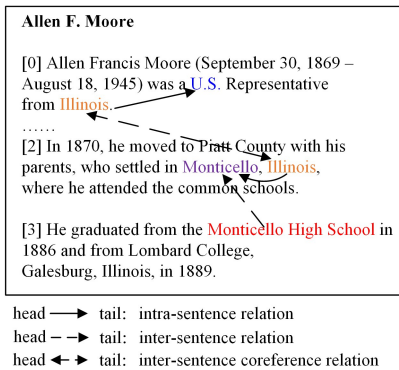 Allen F. Moore
[0] Allen Francis Moore (September 30, 1869 –
August 18, 1945) was a U.S. Representative
from Illinois.
......
[2] In 1870, he moved to Piatt County with his
parents, who settled in Monticello, Illinois,
where he attended the common schools.
[3] He graduated from the Monticello High School in
1886 and from Lombard College,
Galesburg, Illinois, in 1889.
head tail: intra-sentence relation
head tail: inter-sentence relation
head tail: inter-sentence coreference relation